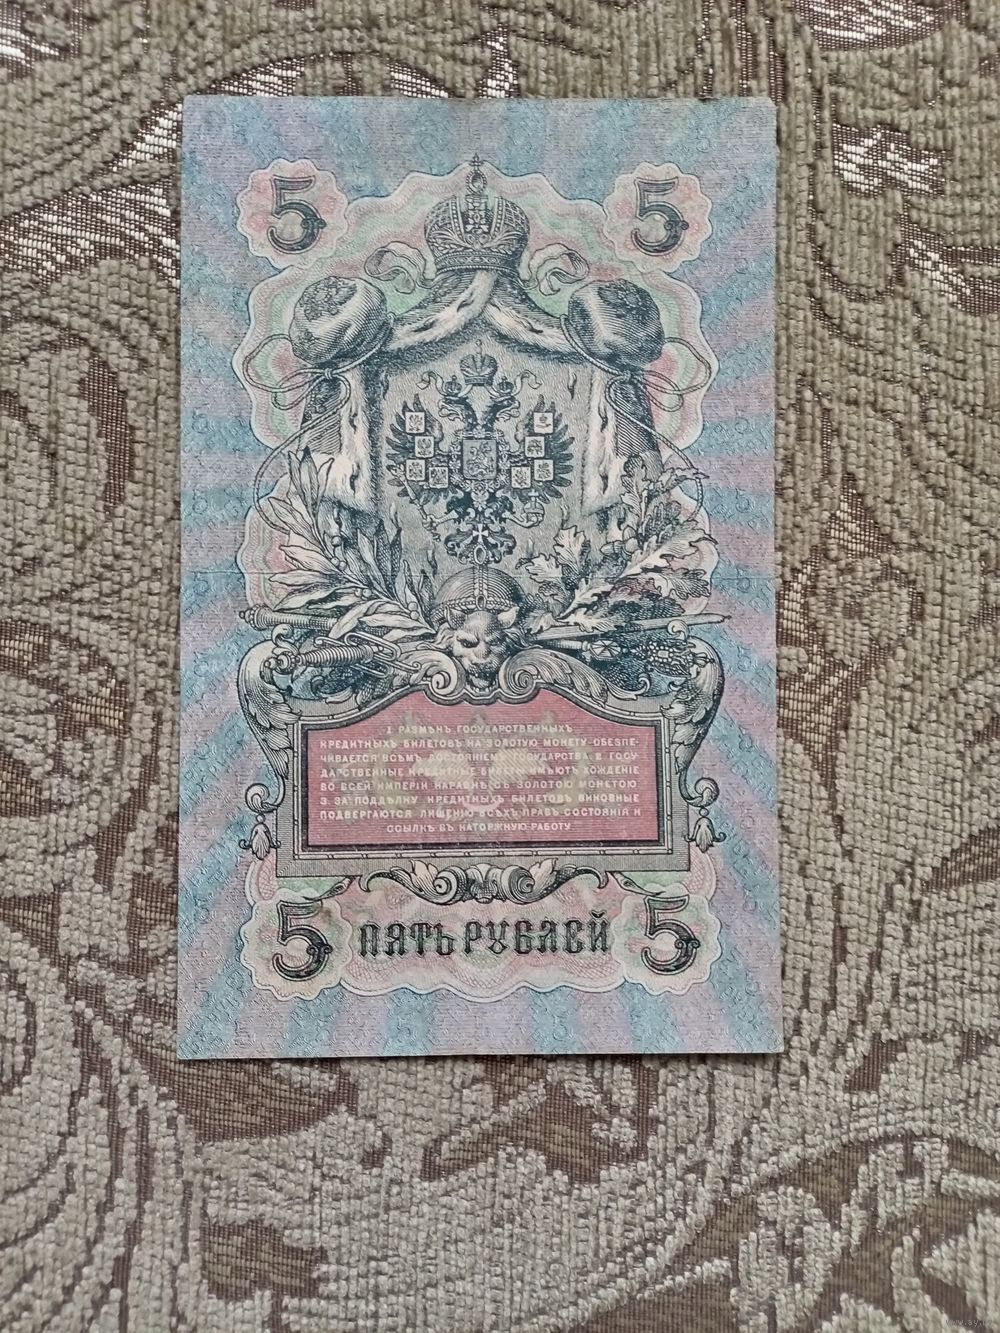 5 5
1. РАЗМѢНЪ ГОСУДАРСТВЕННЫХЪ
КРЕДИТНЫХЪ БИЛЕТОВЪ НА ЗОЛОТУЮ МОНЕТУ ОБЕЗПЕ-
ЧИВАЕТСЯ ВСѢМЪ ДОСТОЯНІЕМЪ ГОСУДАРСТВА. 2. ГОСУ
ДАРСТВЕННЫЕ КРЕДИТНЫЕ БИЛЕТЫ ИМѢЮТЪ ХОЖДЕНІЕ
ВО ВСЕЙ ИМПЕРІИ НАРАВНѢ СЪ ЗОЛОТОЮ МОНЕТОЮ
3. ЗА ПОДДѢЛКУ КРЕДИТНЫХЪ БИЛЕТОВЪ ВИНОВНЫЕ
ПОДВЕРГАЮТСЯ ЛИШЕНІЮ ВСѢХЪ ПРАВЪ СОСТОЯНІЯ И
ССЫЛКѢ ВЪ КАТОРЖНУЮ РАБОТУ
5 ПЯТЬ РУБЛЕЙ 5